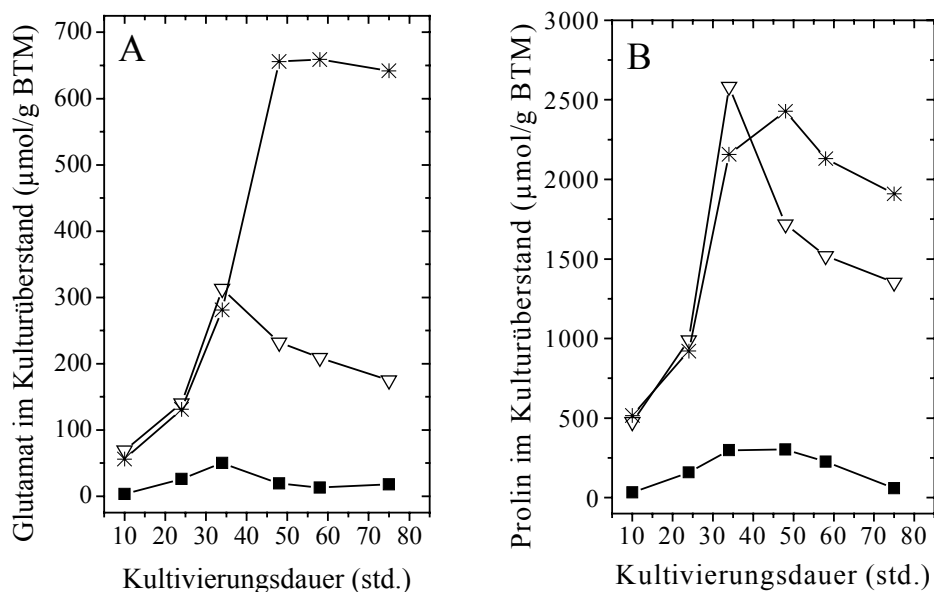 A
Glutamat im Kulturüberstand (µmol/g BTM)
700
600
500
400
300
200
100
0
10 20 30 40 50 60 70 80
Kultivierungsdauer (std.)
B
Prolin im Kulturüberstand (µmol/g BTM)
3000
2500
2000
1500
1000
500
0
10 20 30 40 50 60 70 80
Kultivierungsdauer (std.)